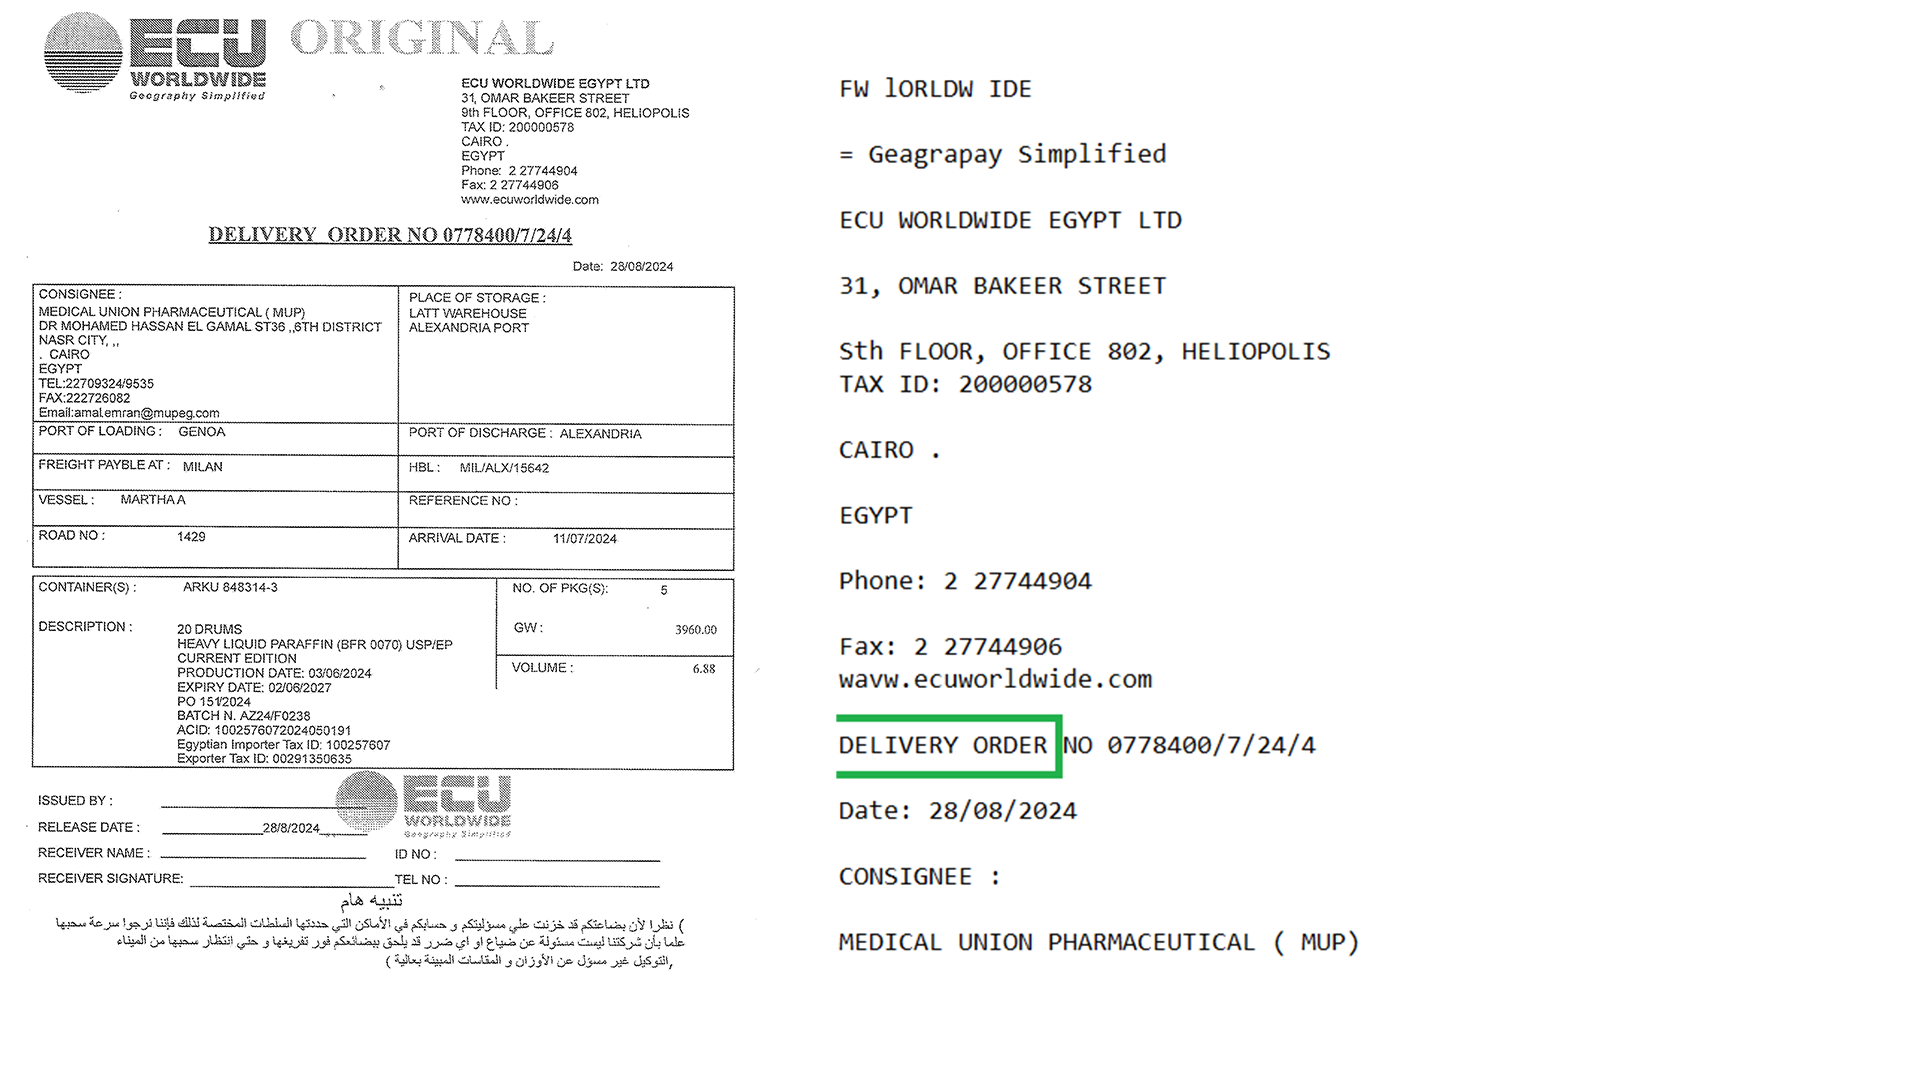 ECU
WORLDWIDE
Geography Simplified
ORIGINAL
ECU WORLDWIDE EGYPT LTD
31, OMAR BAKEER STREET
9th FLOOR, OFFICE 802, HELIOPOLIS
TAX ID: 200000578
CAIRO .
EGYPT
Phone: 2 27744904
Fax: 2 27744906
www.ecuworldwide.com
DELIVERY ORDER NO 0778400/7/24/4
Date: 28/08/2024
CONSIGNEE :
MEDICAL UNION PHARMACEUTICAL ( MUP)
DR MOHAMED HASSAN EL GAMAL ST36 ,,6TH DISTRICT
NASR CITY, ,,
. CAIRO
EGYPT
TEL:22709324/9535
FAX:222726082
Email:amal.emran@mupeg.com
PLACE OF STORAGE :
LATT WAREHOUSE
ALEXANDRIA PORT
PORT OF LOADING : GENOA
PORT OF DISCHARGE : ALEXANDRIA
FREIGHT PAYBLE AT : MILAN
HBL : MIL/ALX/15642
VESSEL : MARTHA A
REFERENCE NO :
ROAD NO : 1429
ARRIVAL DATE : 11/07/2024
CONTAINER(S) : ARKU 848314-3
NO. OF PKG(S): 5
GW : 3960.00
VOLUME : 6.88
DESCRIPTION : 20 DRUMS
HEAVY LIQUID PARAFFIN (BFR 0070) USP/EP
CURRENT EDITION
PRODUCTION DATE: 03/06/2024
EXPIRY DATE: 02/06/2027
PO 151/2024
BATCH N. AZ24/F0238
ACID: 1002576072024050191
Egyptian Importer Tax ID: 100257607
Exporter Tax ID: 00291350635
ISSUED BY :
RELEASE DATE : 28/8/2024
RECEIVER NAME :
ID NO :
RECEIVER SIGNATURE:
TEL NO :
ECU
WORLDWIDE
Geography Simplified
تنبيه هام
( نظرا لأن بضاعتكم قد خزنت علي مسؤليتكم و حسابكم في الأماكن التي حددتها السلطات المختصة لذلك فإننا نرجوا سرعة سحبها
علما بأن شركتنا ليست مسئولة عن ضياع او اي ضرر قد يلحق ببضائعكم فور تفريغها و حتي انتظار سحبها من الميناء
,التوكيل غير مسؤل عن الأوزان و المقاسات المبينة بعالية )
FW lORLDW IDE
= Geagrapay Simplified
ECU WORLDWIDE EGYPT LTD
31, OMAR BAKEER STREET
Sth FLOOR, OFFICE 802, HELIOPOLIS
TAX ID: 200000578
CAIRO .
EGYPT
Phone: 2 27744904
Fax: 2 27744906
wavw.ecuworldwide.com
DELIVERY ORDER NO 0778400/7/24/4
Date: 28/08/2024
CONSIGNEE :
MEDICAL UNION PHARMACEUTICAL ( MUP)